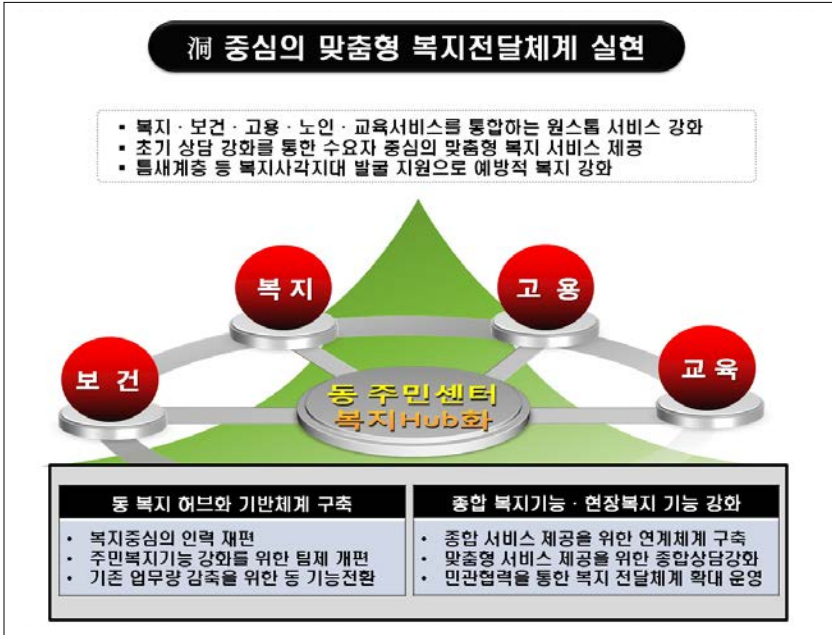 洞 중심의 맞춤형 복지전달체계 실현
▪ 복지 · 보건 · 고용 · 노인 · 교육서비스를 통합하는 원스톱 서비스 강화
▪ 초기 상담 강화를 통한 수요자 중심의 맞춤형 복지 서비스 제공
▪ 틈새계층 등 복지사각지대 발굴 지원으로 예방적 복지 강화
복 지
고 용
보 건
교 육
동 주민센터
복지Hub화
동 복지 허브화 기반체계 구축
• 복지중심의 인력 재편
• 주민복지기능 강화를 위한 팀제 개편
• 기존 업무량 감축을 위한 동 기능전환
종합 복지기능 · 현장복지 기능 강화
• 종합 서비스 제공을 위한 연계체계 구축
• 맞춤형 서비스 제공을 위한 종합상담강화
• 민관협력을 통한 복지 전달체계 확대 운영